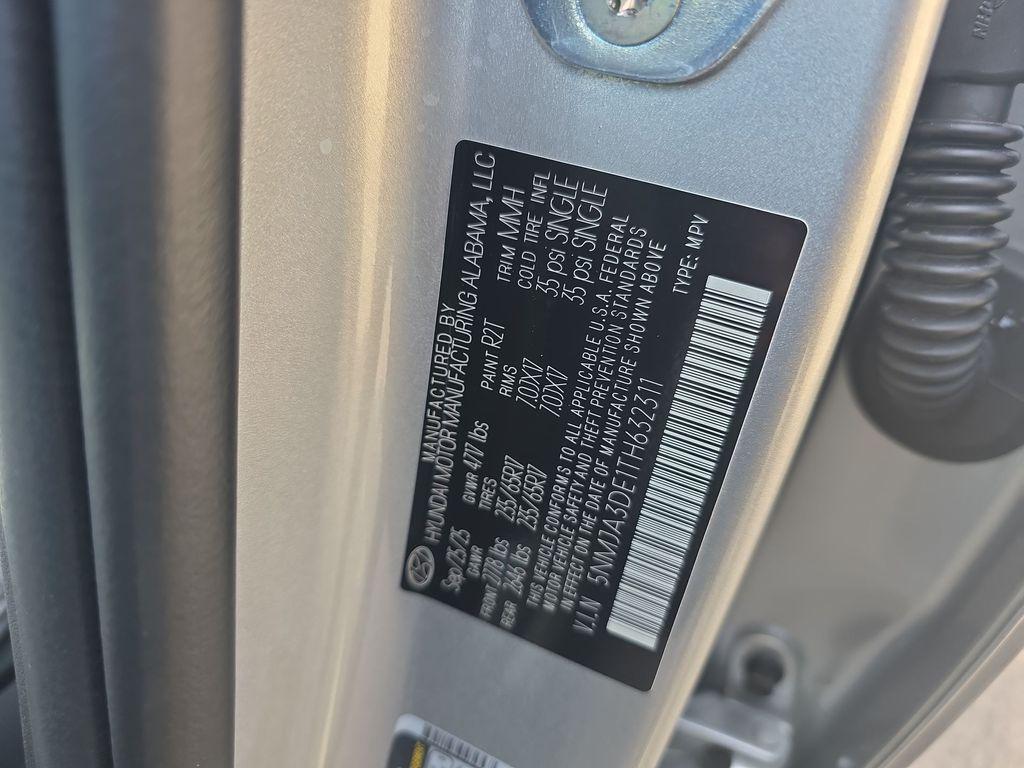 MANUFACTURED BY
HYUNDAI MOTOR MANUFACTURING ALABAMA, LLC
Sep/25/23 GVWR 4717 lbs PAINT R2T TRIM MMH
GAWR TIRES RIMS COLD TIRE INFL
FRONT lbs 235/65R17 7.0JX17 35 psi SINGLE
REAR lbs 235/65R17 7.0JX17 35 psi SINGLE
THIS VEHICLE CONFORMS TO ALL APPLICABLE U.S.A. FEDERAL
MOTOR VEHICLE SAFETY AND THEFT PREVENTION STANDARDS
IN EFFECT ON THE DATE OF MANUFACTURE SHOWN ABOVE
V.I.N 5NMJA3DE1TH632311 TYPE: MPV